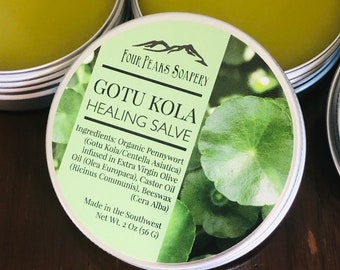 FOUR PEAKS SOAPERY
GOTU KOLA
HEALING SALVE
Ingredients: Organic Pennywort
(Gotu Kola/Centella Asiatica)
Infused in Extra Virgin Olive
Oil (Olea Europaea), Castor Oil
(Ricinus Communis), Beeswax
(Cera Alba)
Made in the Southwest
Net Wt. 2 Oz (56 G)